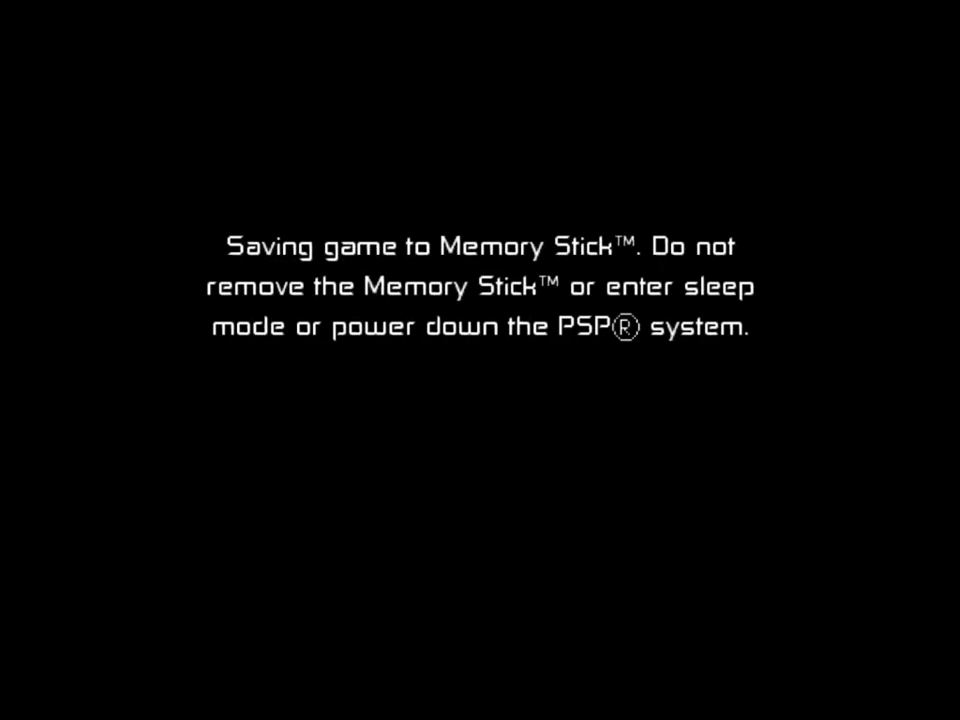 Saving game to Memory Stick™. Do not
remove the Memory Stick™ or enter sleep
mode or power down the PSP® system.